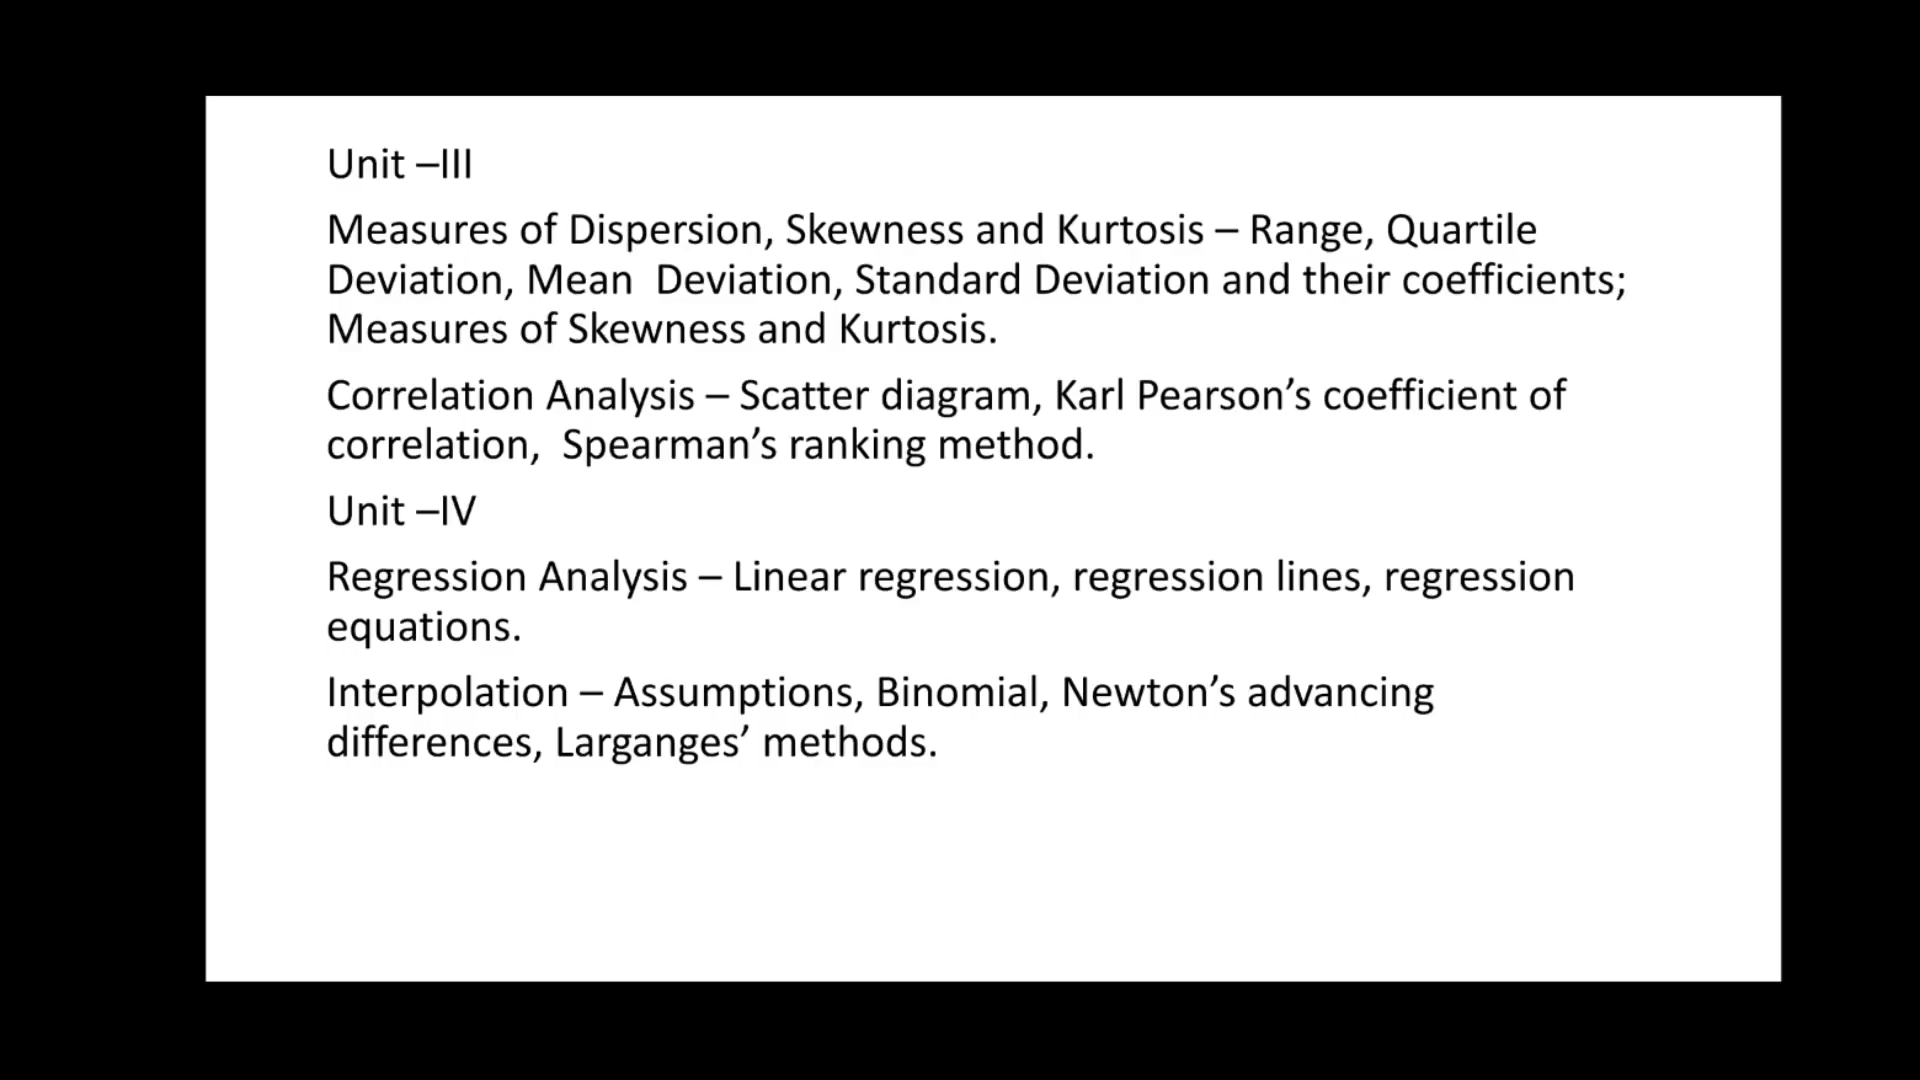 Unit –III
Measures of Dispersion, Skewness and Kurtosis – Range, Quartile
Deviation, Mean  Deviation, Standard Deviation and their coefficients;
Measures of Skewness and Kurtosis.
Correlation Analysis – Scatter diagram, Karl Pearson’s coefficient of
correlation,  Spearman’s ranking method.
Unit –IV
Regression Analysis – Linear regression, regression lines, regression
equations.
Interpolation – Assumptions, Binomial, Newton’s advancing
differences, Larganges’ methods.